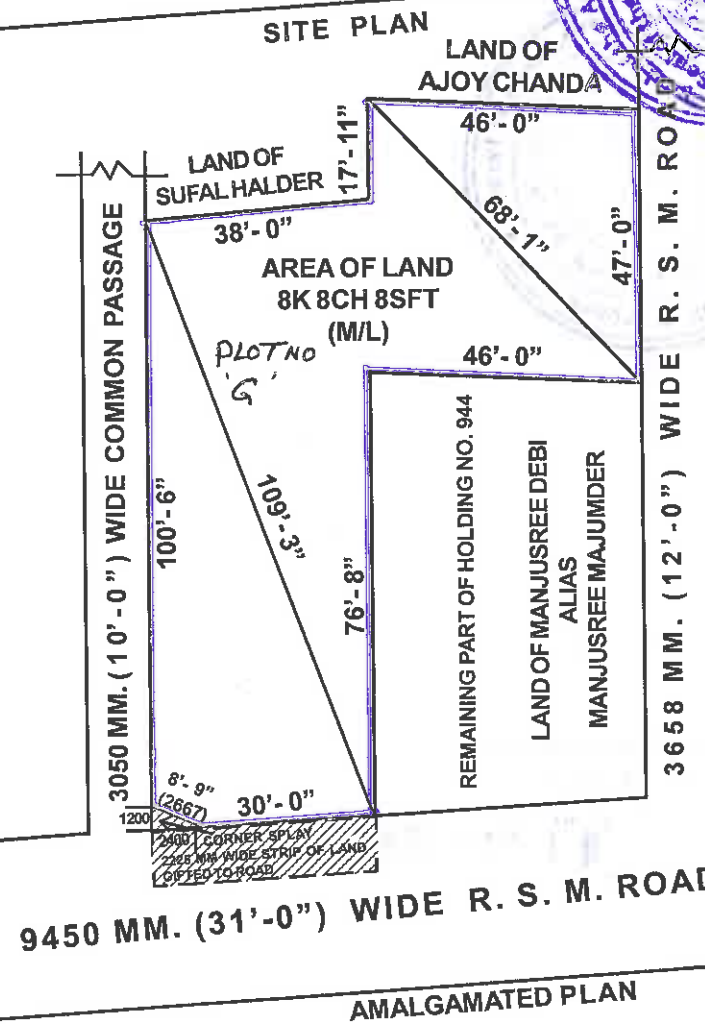 SITE PLAN
LAND OF
AJOY CHANDA
46'-0"
17'-11"
LAND OF
SUFAL HALDER
38'-0"
68'-1"
47'-0"
AREA OF LAND
8K 8CH 8SFT
(M/L)
PLOT NO
'G'
46'-0"
3050 MM. (10'-0") WIDE COMMON PASSAGE
100'-6"
109'-3"
76'-8"
REMAINING PART OF HOLDING NO. 944
LAND OF MANJUSREE DEBI
ALIAS
MANJUSREE MAJUMDER
3658 MM. (12'-0") WIDE R. S. M. ROAD
8'-9"
(2667)
30'-0"
1200
2400 CORNER SPLAY
2225 MM WIDE STRIP OF LAND
GIFTED TO ROAD
9450 MM. (31'-0") WIDE R. S. M. ROAD
AMALGAMATED PLAN